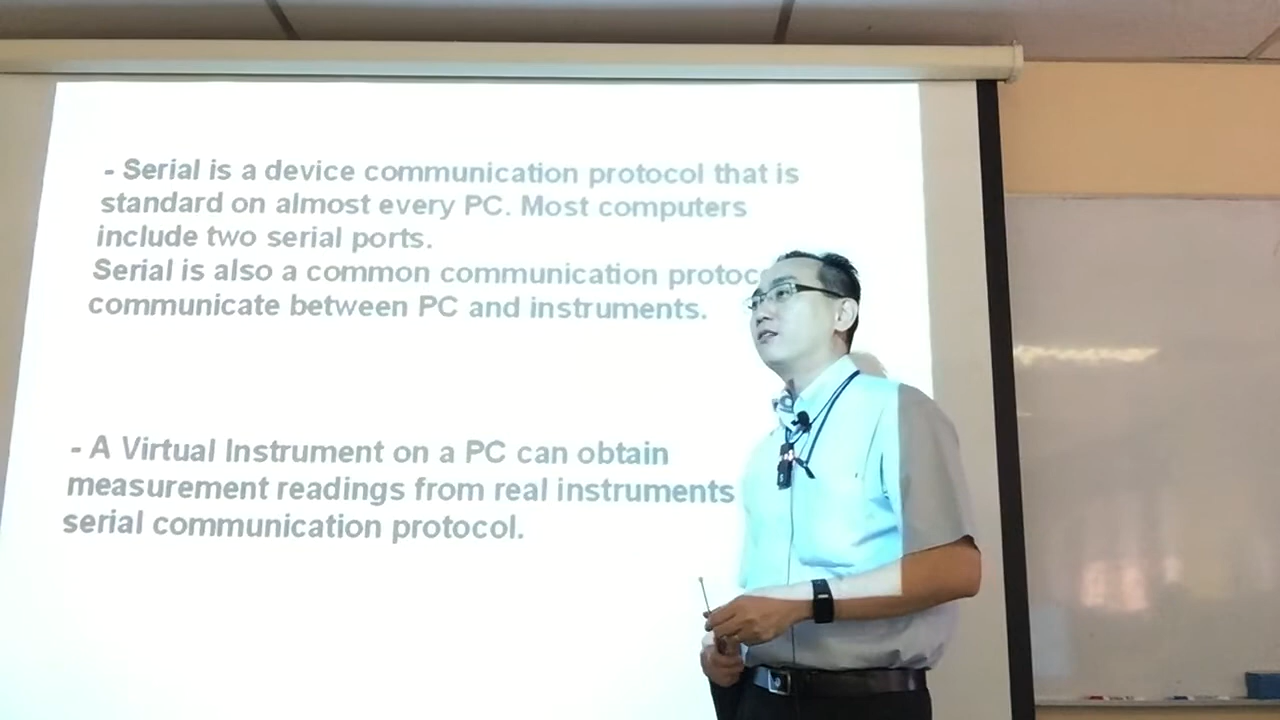 - Serial is a device communication protocol that is
standard on almost every PC. Most computers
include two serial ports.
Serial is also a common communication protoc
communicate between PC and instruments.
- A Virtual Instrument on a PC can obtain
measurement readings from real instruments
serial communication protocol.